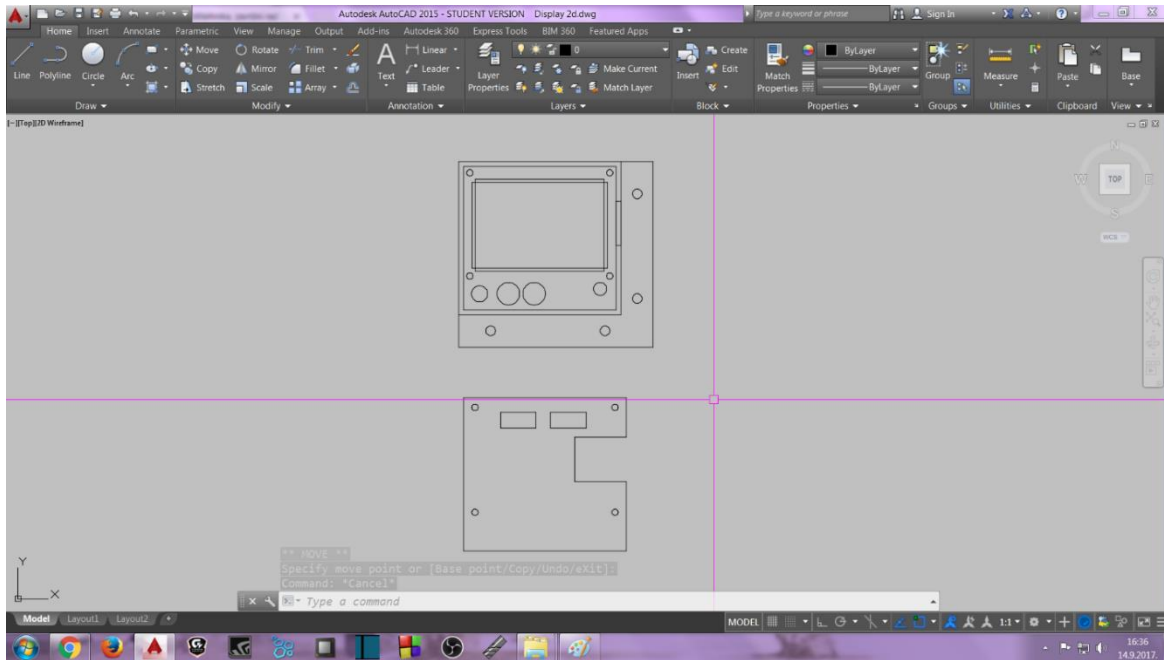 Autodesk AutoCAD 2015 - STUDENT VERSION Display 2d.dwg
Type a keyword or phrase
Sign In
Home Insert Annotate Parametric View Manage Output Add-ins Autodesk 360 Express Tools BIM 360 Featured Apps
Move Rotate Trim Linear 0 Create ByLayer
Line Polyline Circle Arc Copy Mirror Fillet Text Leader Layer Properties Make Current Insert Edit Match Properties ByLayer Group Measure Paste Base
Stretch Scale Array Table Match Layer ByLayer
Draw Modify Annotation Layers Block Properties Groups Utilities Clipboard View
[-][Top][2D Wireframe]
N
W TOP E
S
WCS
** MOVE **
Specify move point or [Base point/Copy/Undo/eXit]:
Command: *Cancel*
Type a command
Y
X
Model Layout1 Layout2 +
MODEL 1:1
16:36
14.9.2017.